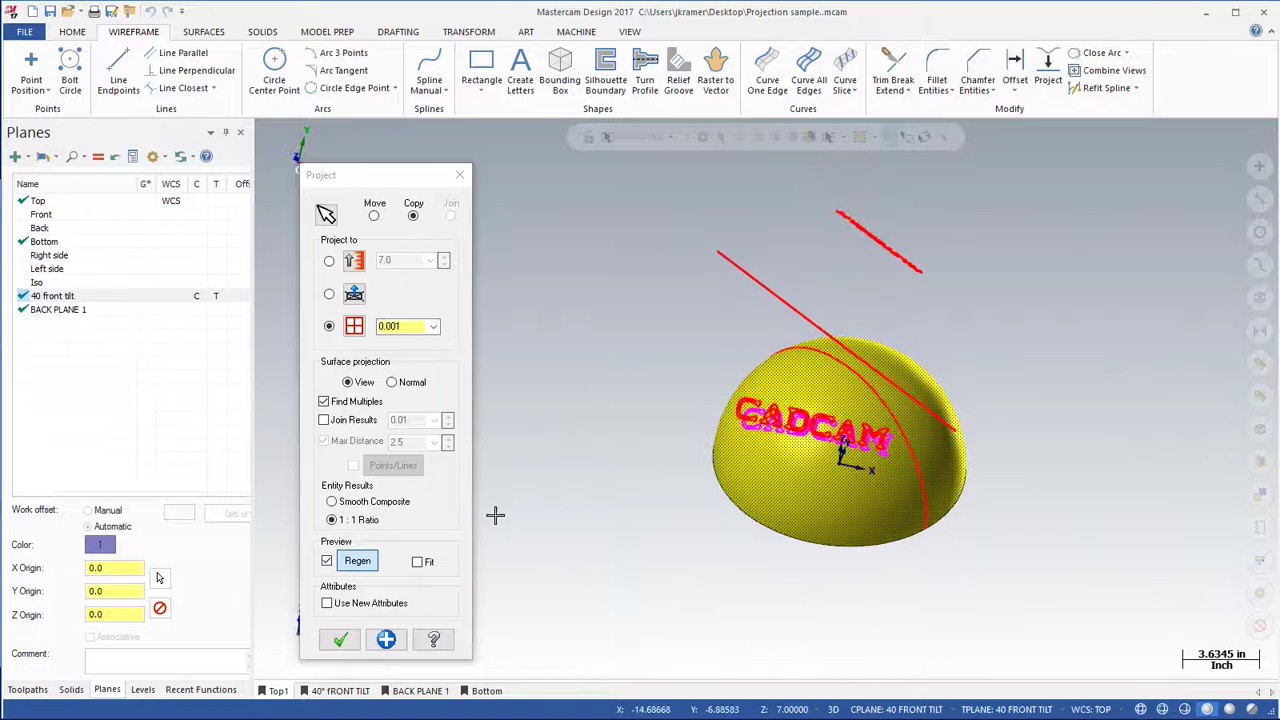 Mastercam Design 2017 C:\Users\jkramer\Desktop\Projection sample..mcam
FILE HOME WIREFRAME SURFACES SOLIDS MODEL PREP DRAFTING TRANSFORM ART MACHINE VIEW
Point Position
Bolt Circle
Points
Line Endpoints
Line Parallel
Line Perpendicular
Line Closest
Lines
Circle Center Point
Arc 3 Points
Arc Tangent
Circle Edge Point
Arcs
Spline Manual
Splines
Rectangle
Create Letters
Bounding Box
Silhouette Boundary
Turn Profile
Relief Groove
Raster to Vector
Shapes
Curve One Edge
Curve All Edges
Curve Slice
Curves
Trim Break Extend
Fillet Entities
Chamfer Entities
Offset
Project
Close Arc
Combine Views
Refit Spline
Modify
Planes
Name G* WCS C T Offs
Top WCS
Front
Back
Bottom
Right side
Left side
Iso
40 front tilt C T
BACK PLANE 1
Work offset: Manual
Automatic
Color: 1
X Origin: 0.0
Y Origin: 0.0
Z Origin: 0.0
Associative
Comment:
Toolpaths Solids Planes Levels Recent Functions
Project
Move Copy Join
Project to
7.0
0.001
Surface projection
View Normal
Find Multiples
Join Results 0.01
Max Distance 2.5
Points/Lines
Entity Results
Smooth Composite
1 : 1 Ratio
Preview
Regen Fit
Attributes
Use New Attributes
Y
CADCAM
X
3.6345 in
Inch
Top1 40° fRONT TILT BACK PLANE 1 Bottom
X: -14.68668 Y: -6.88583 Z: 7.00000 3D CPLANE: 40 FRONT TILT TPLANE: 40 FRONT TILT WCS: TOP